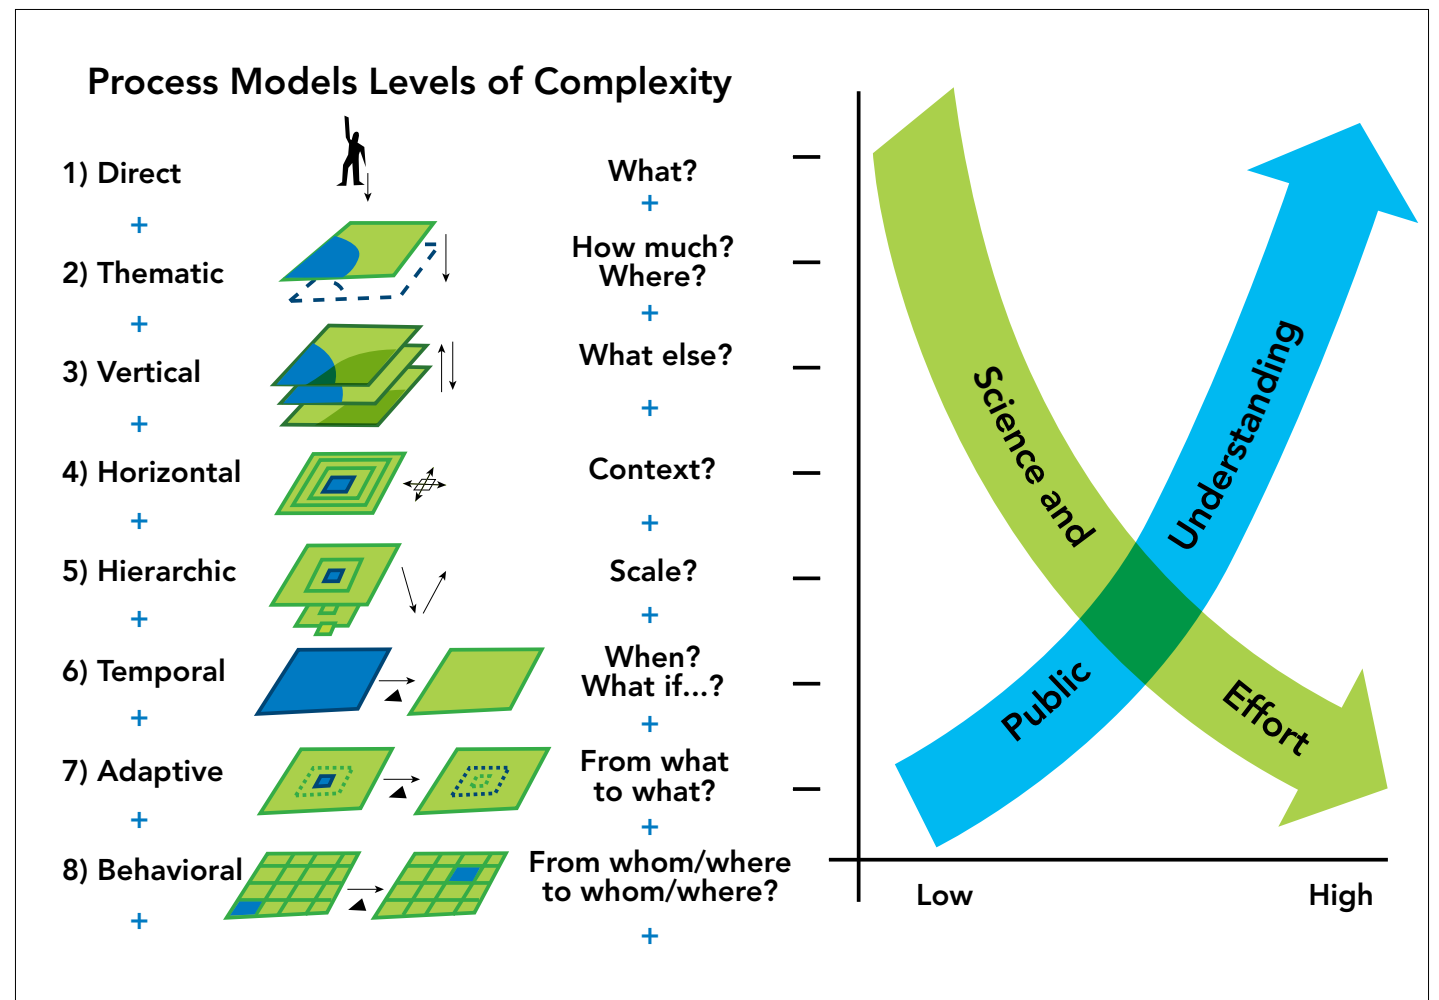 Process Models Levels of Complexity
1) Direct
What?
+
+
2) Thematic
How much?
Where?
+
+
3) Vertical
What else?
+
+
4) Horizontal
Context?
+
+
5) Hierarchic
Scale?
+
+
6) Temporal
When?
What if...?
+
+
7) Adaptive
From what
to what?
+
+
8) Behavioral
From whom/where
to whom/where?
+
+
Science and
Effort
Public
Understanding
Low
High